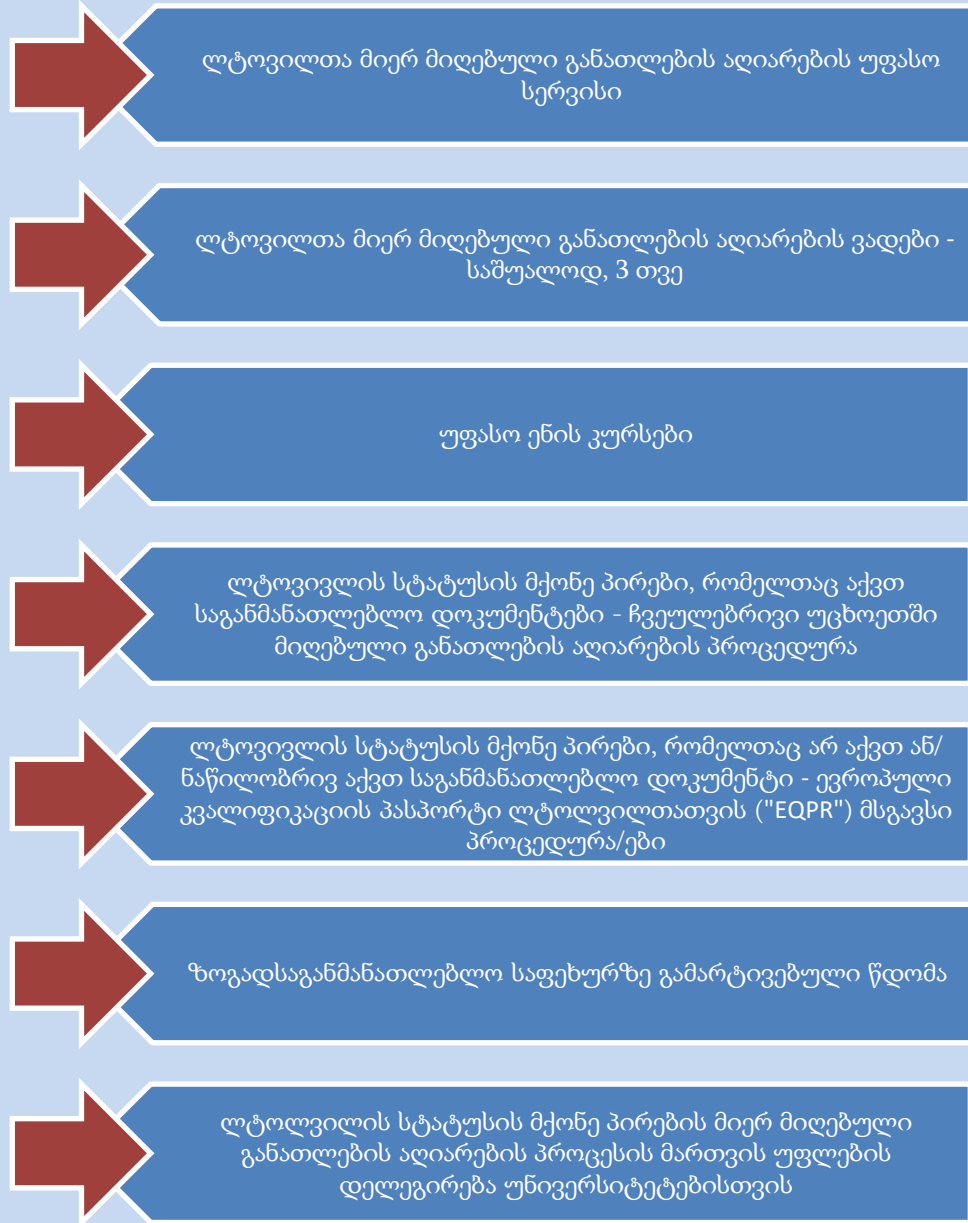 ლტოვილთა მიერ მიღებული განათლების აღიარების უფასო
სერვისი
ლტოვილთა მიერ მიღებული განათლების აღიარების ვადები -
საშუალოდ, 3 თვე
უფასო ენის კურსები
ლტოვივლის სტატუსის მქონე პირები, რომელთაც აქვთ
საგანმანათლებლო დოკუმენტები - ჩვეულებრივი უცხოეთში
მიღებული განათლების აღიარების პროცედურა
ლტოვივლის სტატუსის მქონე პირები, რომელთაც არ აქვთ ან/
ნაწილობრივ აქვთ საგანმანათლებლო დოკუმენტი - ევროპული
კვალიფიკაციის პასპორტი ლტოლვილთათვის ("EQPR") მსგავსი
პროცედურა/ები
ზოგადსაგანმანათლებლო საფეხურზე გამარტივებული წდომა
ლტოლვილის სტატუსის მქონე პირების მიერ მიღებული
განათლების აღიარების პროცესის მართვის უფლების
დელეგირება უნივერსიტეტებისთვის